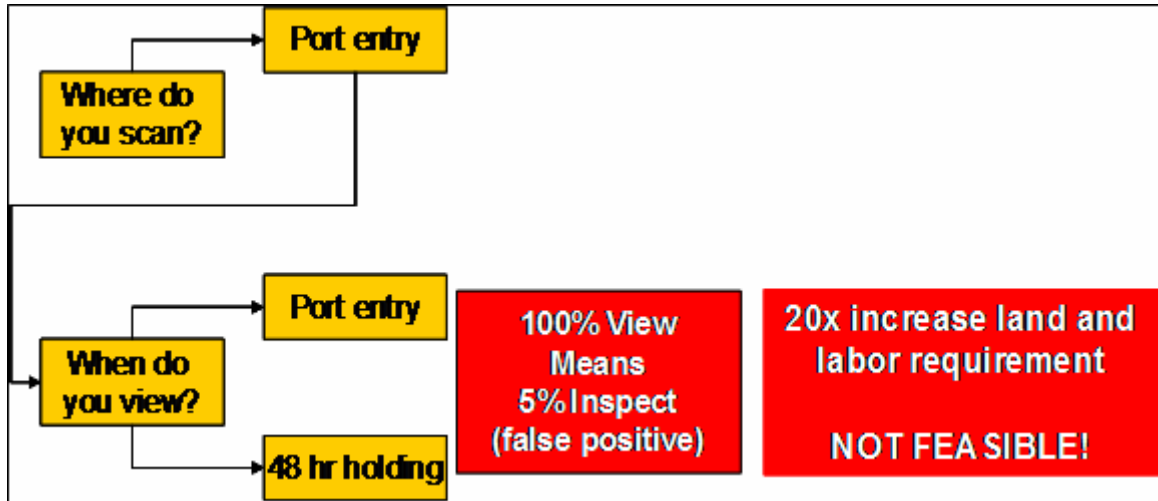 Port entry
Where do
you scan?
Port entry
When do
you view?
48 hr holding
100% View
Means
5% Inspect
(false positive)
20x increase land and
labor requirement
NOT FEASIBLE!